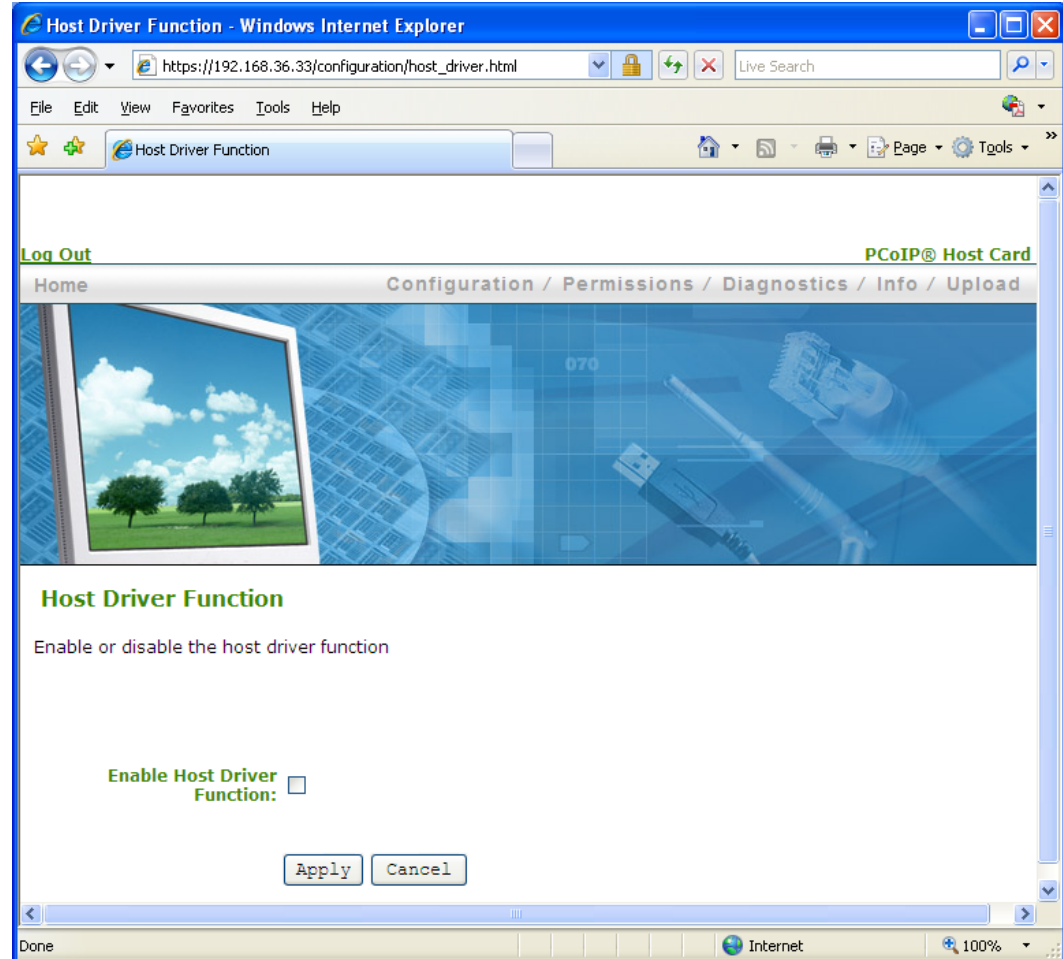 Host Driver Function - Windows Internet Explorer
https://192.168.36.33/configuration/host_driver.html
Live Search
File Edit View Favorites Tools Help
Host Driver Function
Page
Tools
»
Log Out
PCoIP® Host Card
Home
Configuration / Permissions / Diagnostics / Info / Upload
070
Host Driver Function
Enable or disable the host driver function
Enable Host Driver
Function:
Apply Cancel
Done
Internet
100%